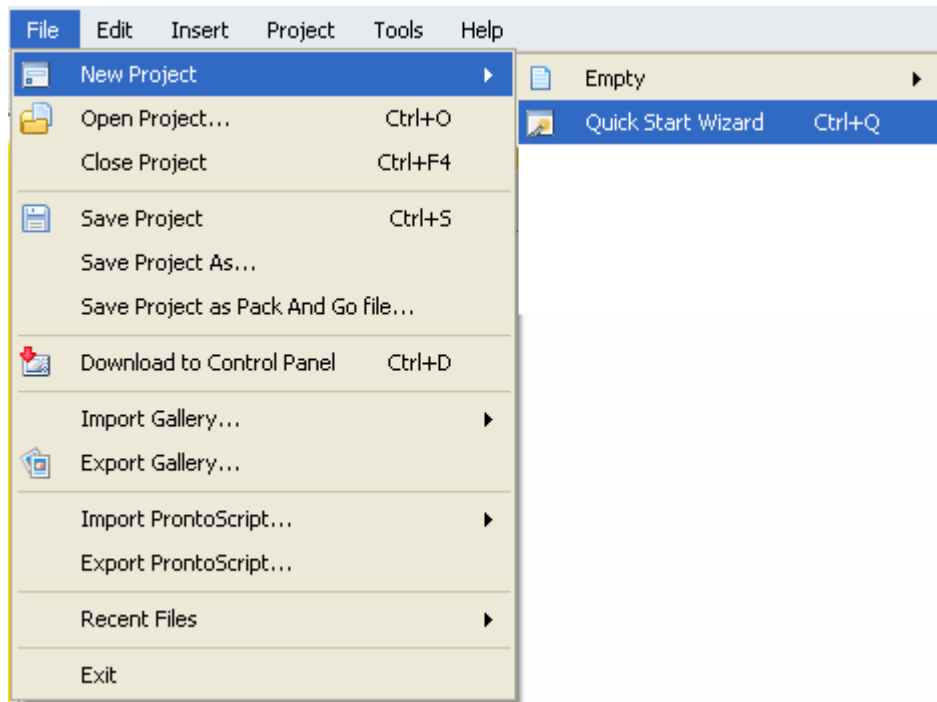 File Edit Insert Project Tools Help
New Project
Empty
Open Project... Ctrl+O
Quick Start Wizard Ctrl+Q
Close Project Ctrl+F4
Save Project Ctrl+S
Save Project As...
Save Project as Pack And Go file...
Download to Control Panel Ctrl+D
Import Gallery...
Export Gallery...
Import ProntoScript...
Export ProntoScript...
Recent Files
Exit